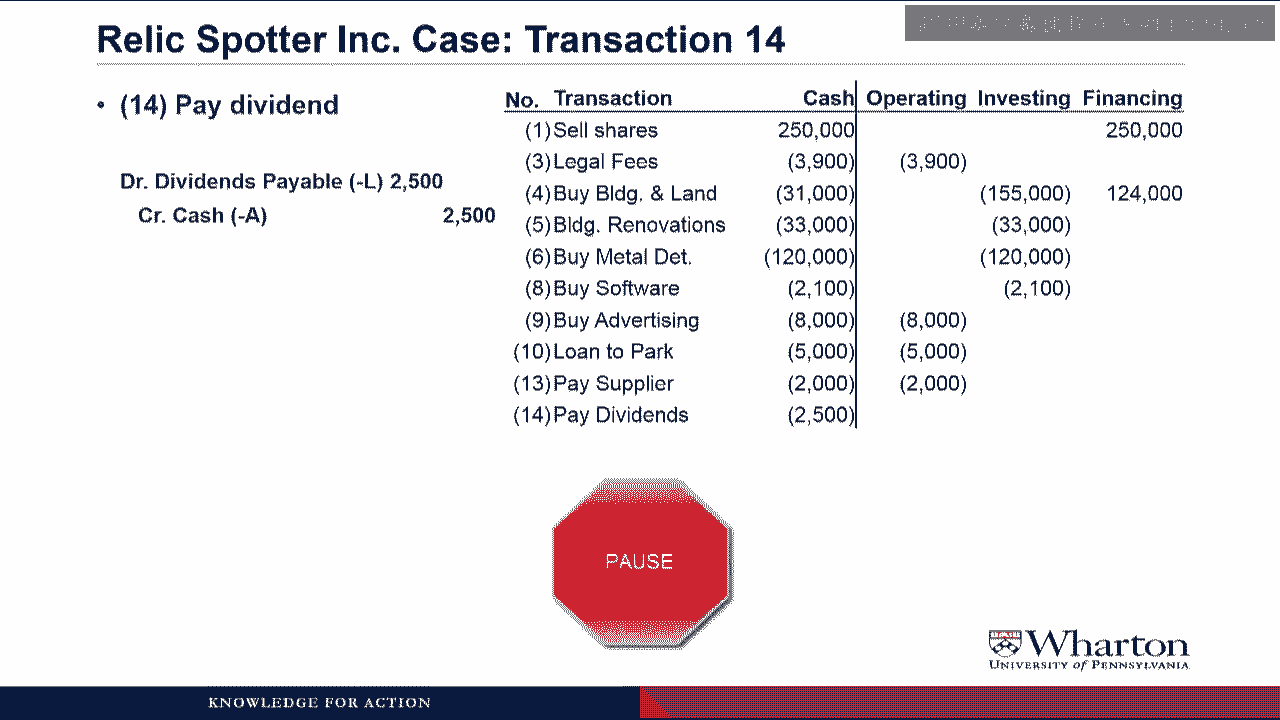 Relic Spotter Inc. Case: Transaction 14
• (14) Pay dividend
Dr. Dividends Payable (-L) 2,500
Cr. Cash (-A) 2,500
No. Transaction Cash Operating Investing Financing
(1) Sell shares 250,000 250,000
(3) Legal Fees (3,900) (3,900)
(4) Buy Bldg. & Land (31,000) (155,000) 124,000
(5) Bldg. Renovations (33,000) (33,000)
(6) Buy Metal Det. (120,000) (120,000)
(8) Buy Software (2,100) (2,100)
(9) Buy Advertising (8,000) (8,000)
(10) Loan to Park (5,000) (5,000)
(13) Pay Supplier (2,000) (2,000)
(14) Pay Dividends (2,500)
PAUSE
Wharton
UNIVERSITY of PENNSYLVANIA
KNOWLEDGE FOR ACTION